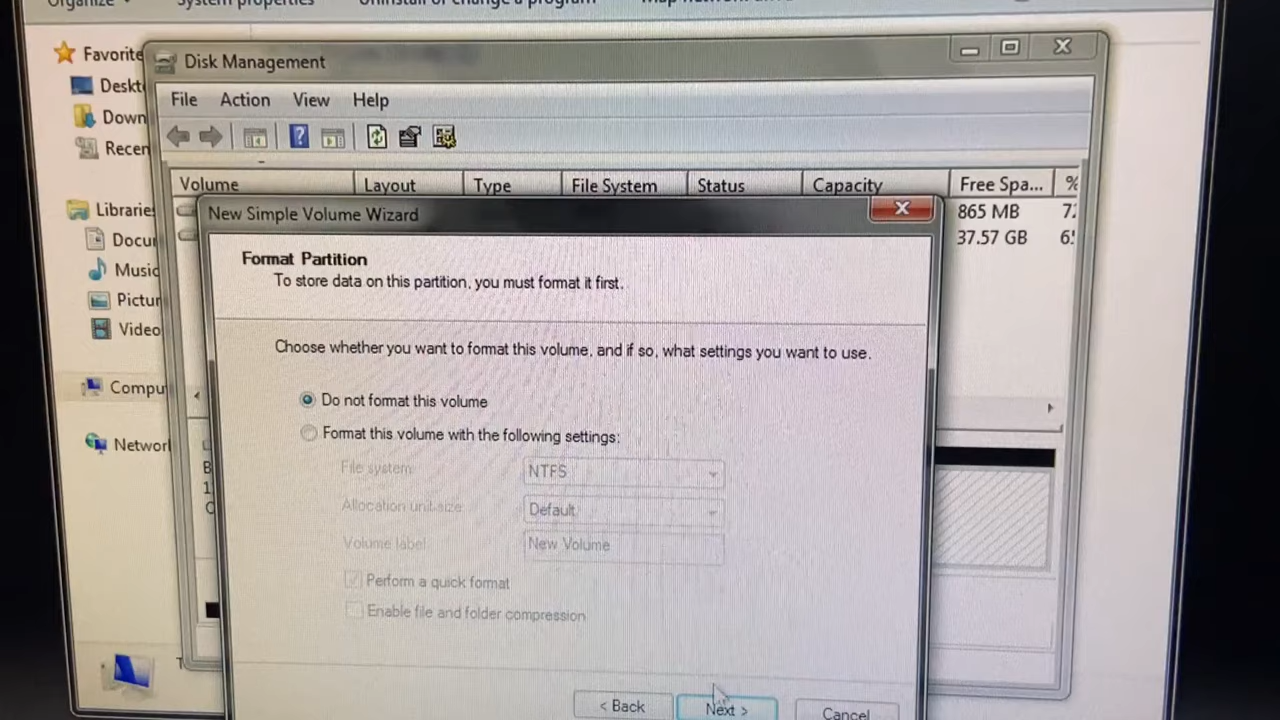 Organize
System properties
Uninstall or change a program
Map network drive
Favorite
Deskt
Down
Recen
Libraries
Docu
Music
Pictur
Video
Compu
Network
Disk Management
File Action View Help
Volume Layout Type File System Status Capacity Free Spa... %
865 MB
37.57 GB
New Simple Volume Wizard
Format Partition
To store data on this partition, you must format it first.
Choose whether you want to format this volume, and if so, what settings you want to use.
Do not format this volume
Format this volume with the following settings:
File system: NTFS
Allocation unit size: Default
Volume label: New Volume
Perform a quick format
Enable file and folder compression
< Back Next > Cancel